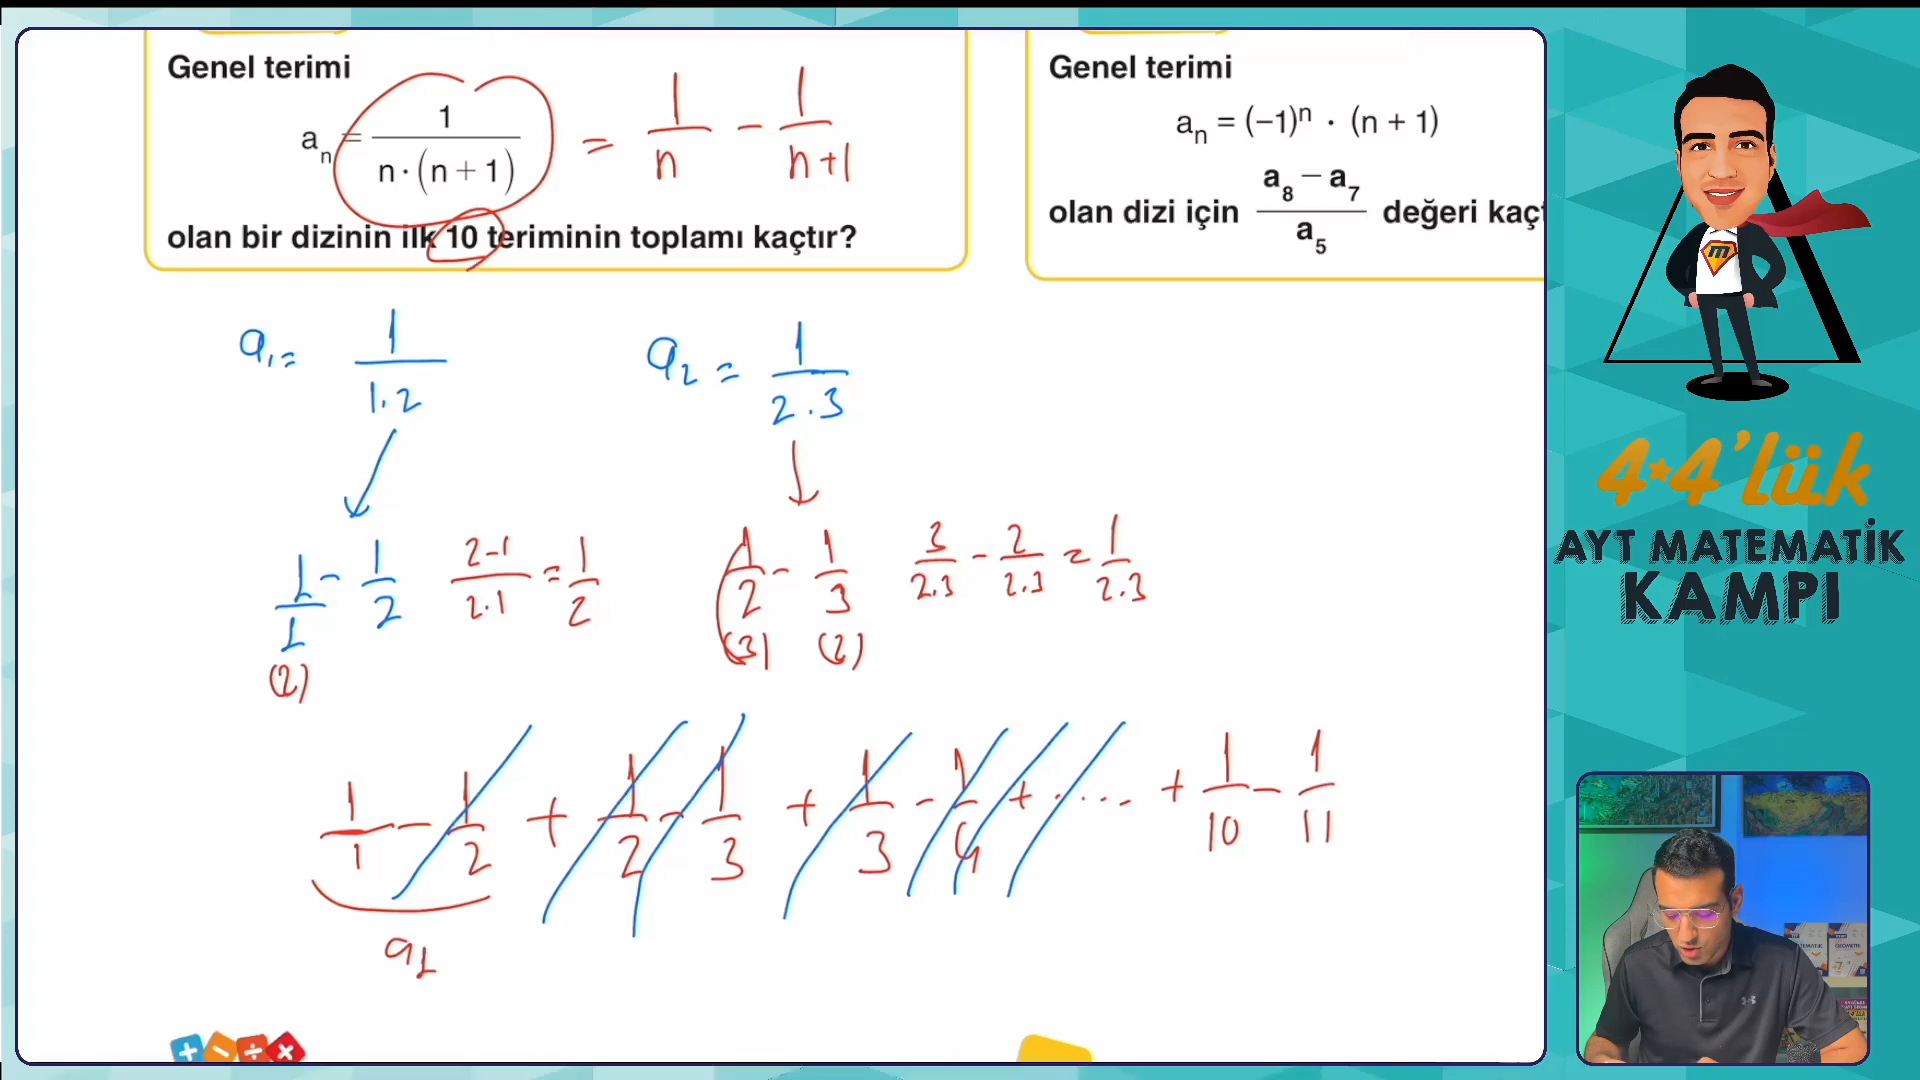 Genel terimi
aₙ = 1 / n · (n + 1) = 1/n - 1/n+1
olan bir dizinin ilk 10 teriminin toplamı kaçtır?
Genel terimi
aₙ = (−1)ⁿ · (n + 1)
olan dizi için a₈ − a₇ / a₅ değeri kaçt
a₁ = 1/1.2
a₂ = 1/2.3
1/1 - 1/2
(2)
2-1/2.1 = 1/2
1/2 - 1/3
(3) (2)
3/2.3 - 2/2.3 = 1/2.3
1/1 - 1/2 + 1/2 - 1/3 + 1/3 - 1/4 + .... + 1/10 - 1/11
a₁
4*4'lük
AYT MATEMATİK
KAMPI